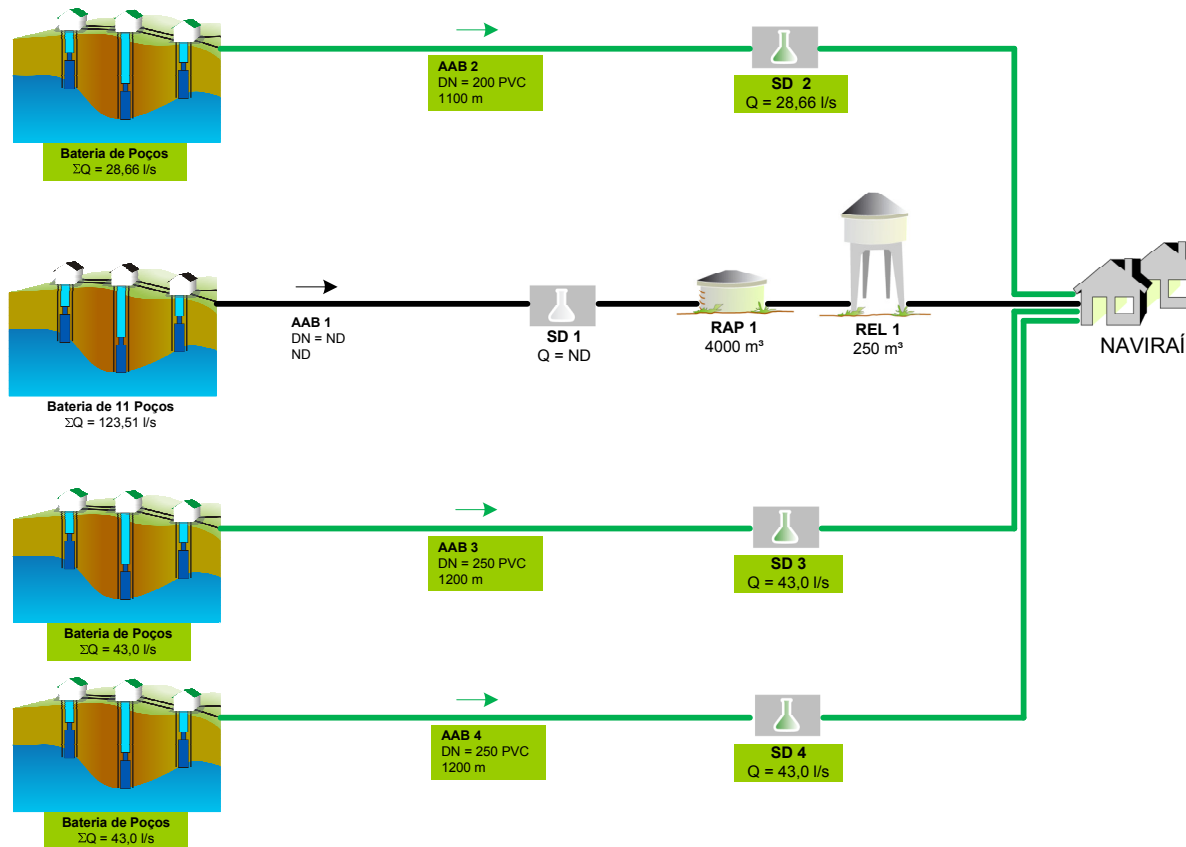 AAB 2
DN = 200 PVC
1100 m
SD 2
Q = 28,66 l/s
Bateria de Poços
ΣQ = 28,66 l/s
AAB 1
DN = ND
ND
SD 1
Q = ND
RAP 1
4000 m³
REL 1
250 m³
NAVIRAÍ
Bateria de 11 Poços
ΣQ = 123,51 l/s
AAB 3
DN = 250 PVC
1200 m
SD 3
Q = 43,0 l/s
Bateria de Poços
ΣQ = 43,0 l/s
AAB 4
DN = 250 PVC
1200 m
SD 4
Q = 43,0 l/s
Bateria de Poços
ΣQ = 43,0 l/s